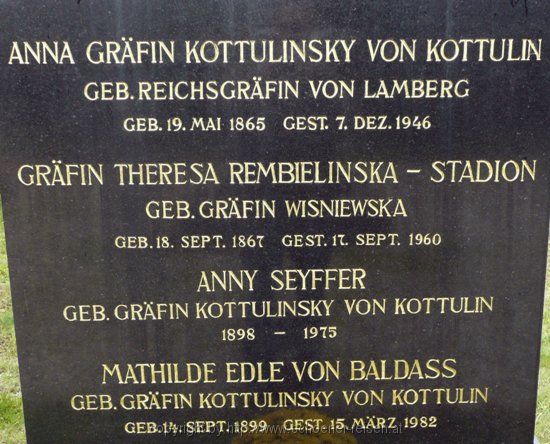 ANNA GRÄFIN KOTTULINSKY VON KOTTULIN
GEB. REICHSGRÄFIN VON LAMBERG
GEB. 19. MAI 1865 GEST. 7. DEZ. 1946
GRÄFIN THERESA REMBIELINSKA – STADION
GEB. GRÄFIN WISNIEWSKA
GEB. 18. SEPT. 1867 GEST. 17. SEPT. 1960
ANNY SEYFFER
GEB. GRÄFIN KOTTULINSKY VON KOTTULIN
1898 – 1975
MATHILDE EDLE VON BALDASS
GEB. GRÄFIN KOTTULINSKY VON KOTTULIN
GEB. 14. SEPT. 1899 GEST. 15. MÄRZ 1982